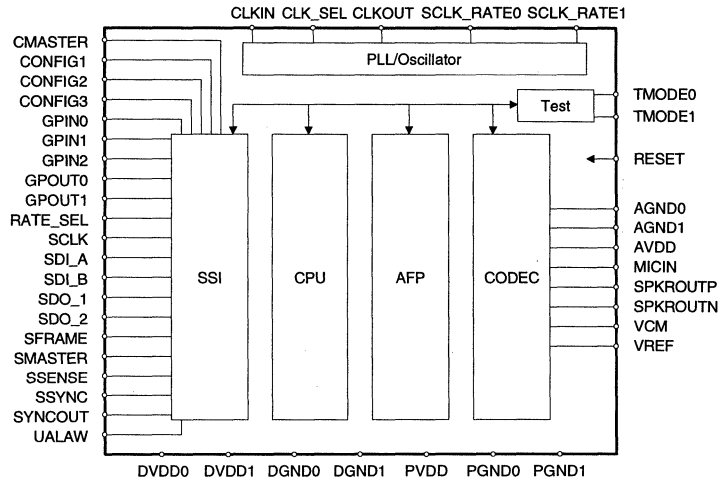 CLKIN CLK_SEL CLKOUT SCLK_RATE0 SCLK_RATE1
PLL/Oscillator
Test
CMASTER
CONFIG1
CONFIG2
CONFIG3
GPIN0
GPIN1
GPIN2
GPOUT0
GPOUT1
RATE_SEL
SCLK
SDI_A
SDI_B
SDO_1
SDO_2
SFRAME
SMASTER
SSENSE
SSYNC
SYNCOUT
UALAW
SSI CPU AFP CODEC
TMODE0
TMODE1
RESET
AGND0
AGND1
AVDD
MICIN
SPKROUTP
SPKROUTN
VCM
VREF
DVDD0 DVDD1 DGND0 DGND1 PVDD PGND0 PGND1